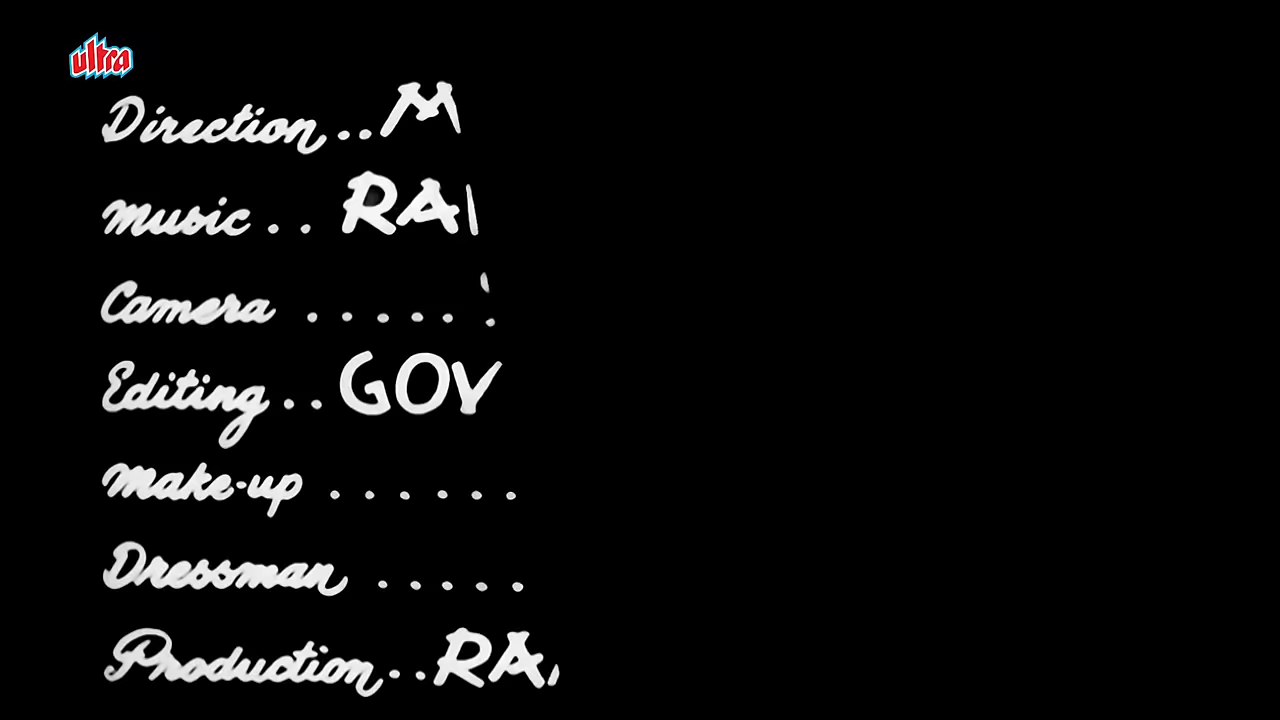 ultra
Direction.. M
Music.. RA
Camera .....
Editing.. GOV
Make-up ......
Dressman .....
Production.. RA